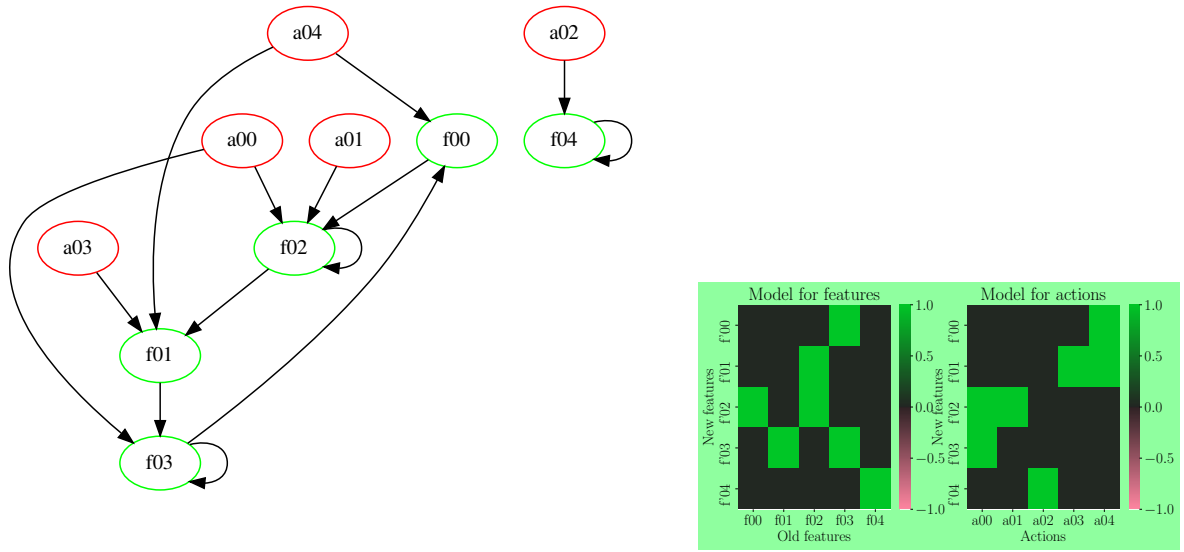 a04
a02
a00
a01
f00
f04
a03
f02
f01
f03
Model for features
New features
f'00
f'01
f'02
f'03
f'04
f00 f01 f02 f03 f04
Old features
1.0
0.5
0.0
−0.5
−1.0
Model for actions
New features
f'00
f'01
f'02
f'03
f'04
a00 a01 a02 a03 a04
Actions
1.0
0.5
0.0
−0.5
−1.0